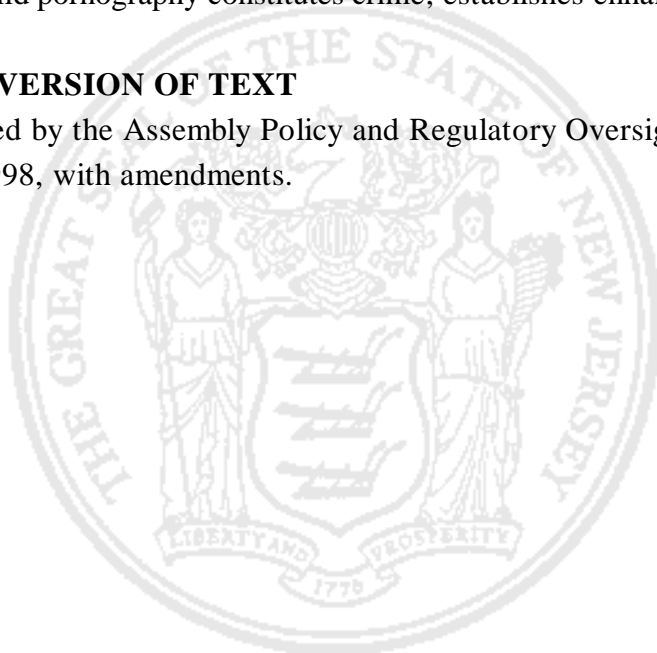 nd pornography constitutes crime; establishes enhan
VERSION OF TEXT
ed by the Assembly Policy and Regulatory Oversig
98, with amendments.
THE GREAT SEAL OF THE STATE OF NEW JERSEY
LIBERTY AND PROSPERITY
1776